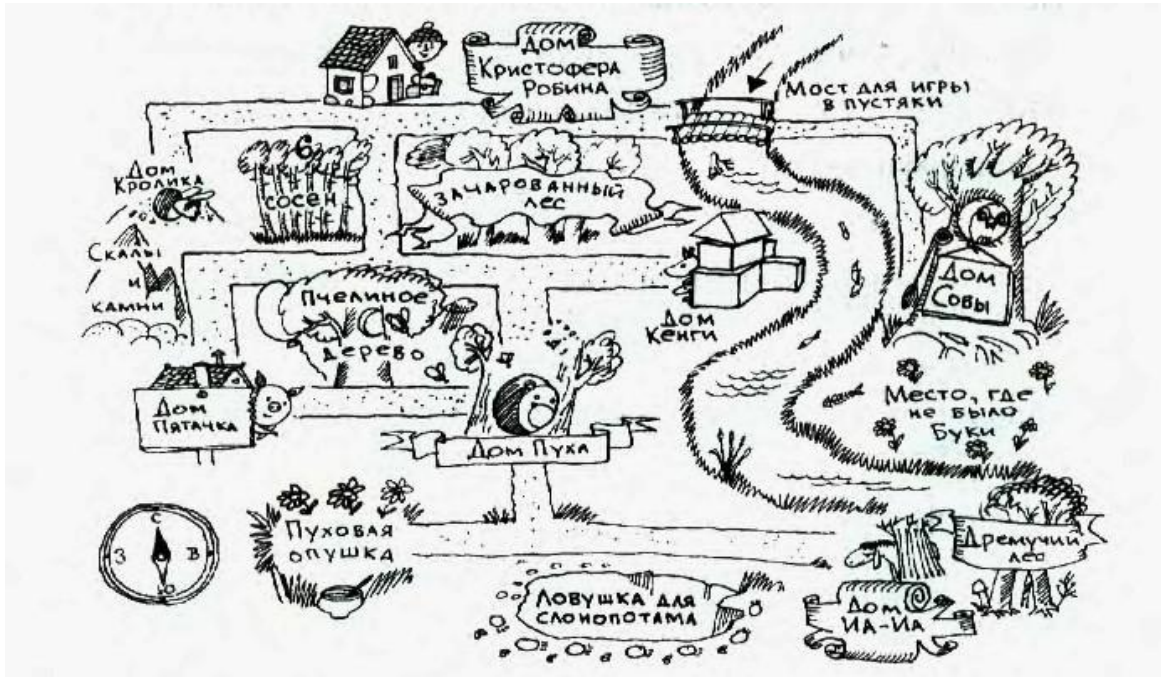 Дом
Кристофера
Робина
Мост для игры
в пустяки
6
сосен
Дом
Кролика
Зачарованный
лес
Скалы
и
камни
Пчелиное
дерево
Дом
Кенги
Дом
Совы
Дом
Пятачка
Дом Пуха
Место, где
не было
Буки
С
З
В
Ю
Пуховая
опушка
Ловушка для
слонопотама
Дремучий
лес
Дом
ИА-ИА